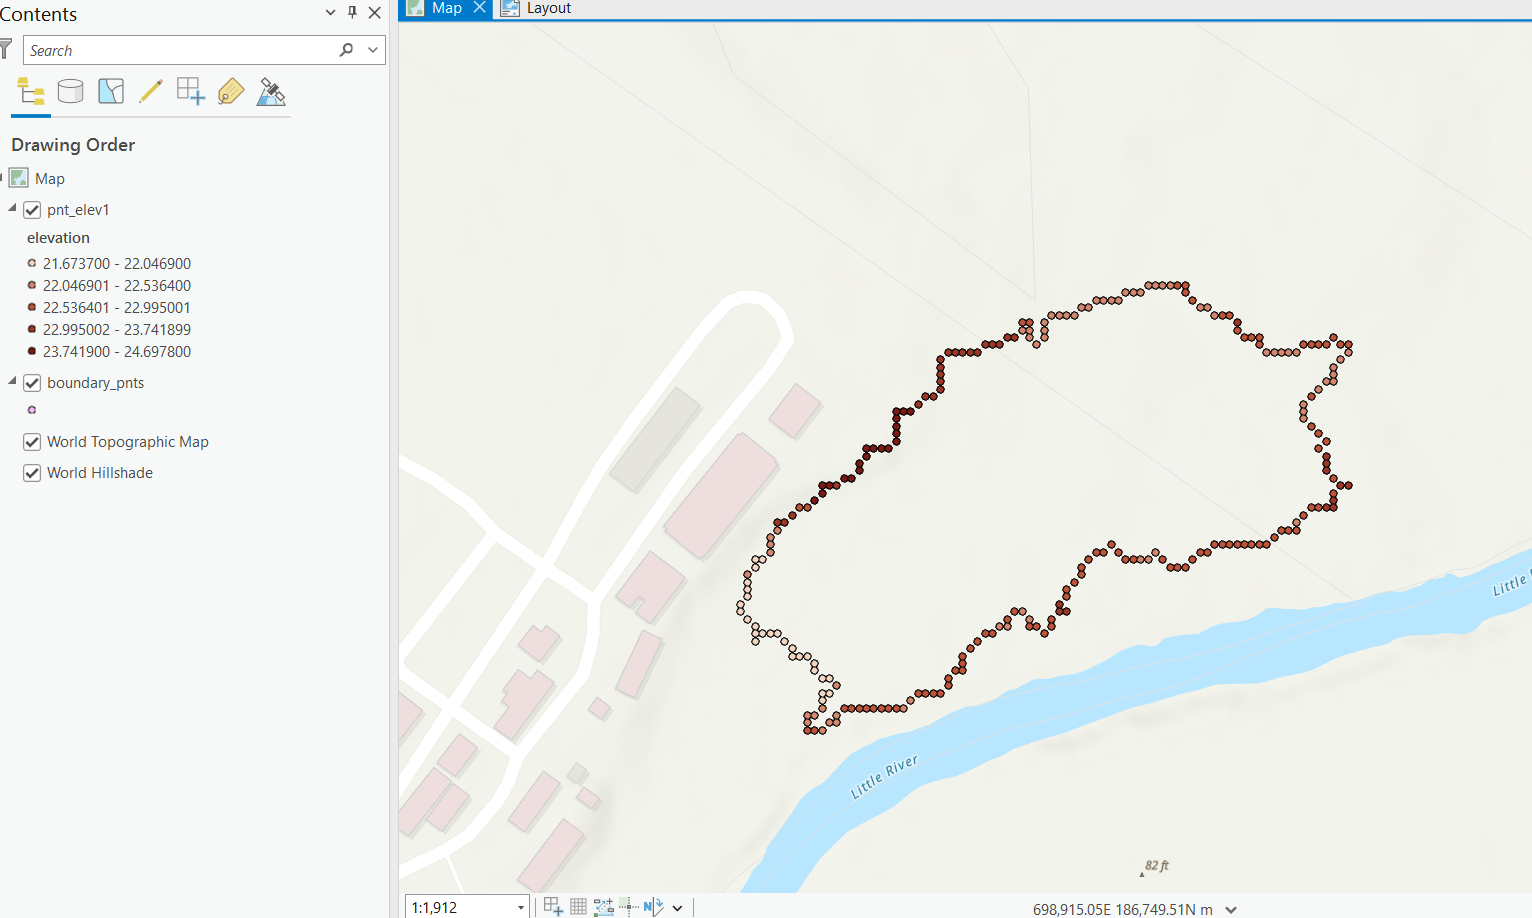 Contents
Map
Layout
Search
Drawing Order
Map
pnt_elev1
elevation
21.673700 - 22.046900
22.046901 - 22.536400
22.536401 - 22.995001
22.995002 - 23.741899
23.741900 - 24.697800
boundary_pnts
World Topographic Map
World Hillshade
Little
Little River
82 ft
1:1,912
N
698,915.05E 186,749.51N m